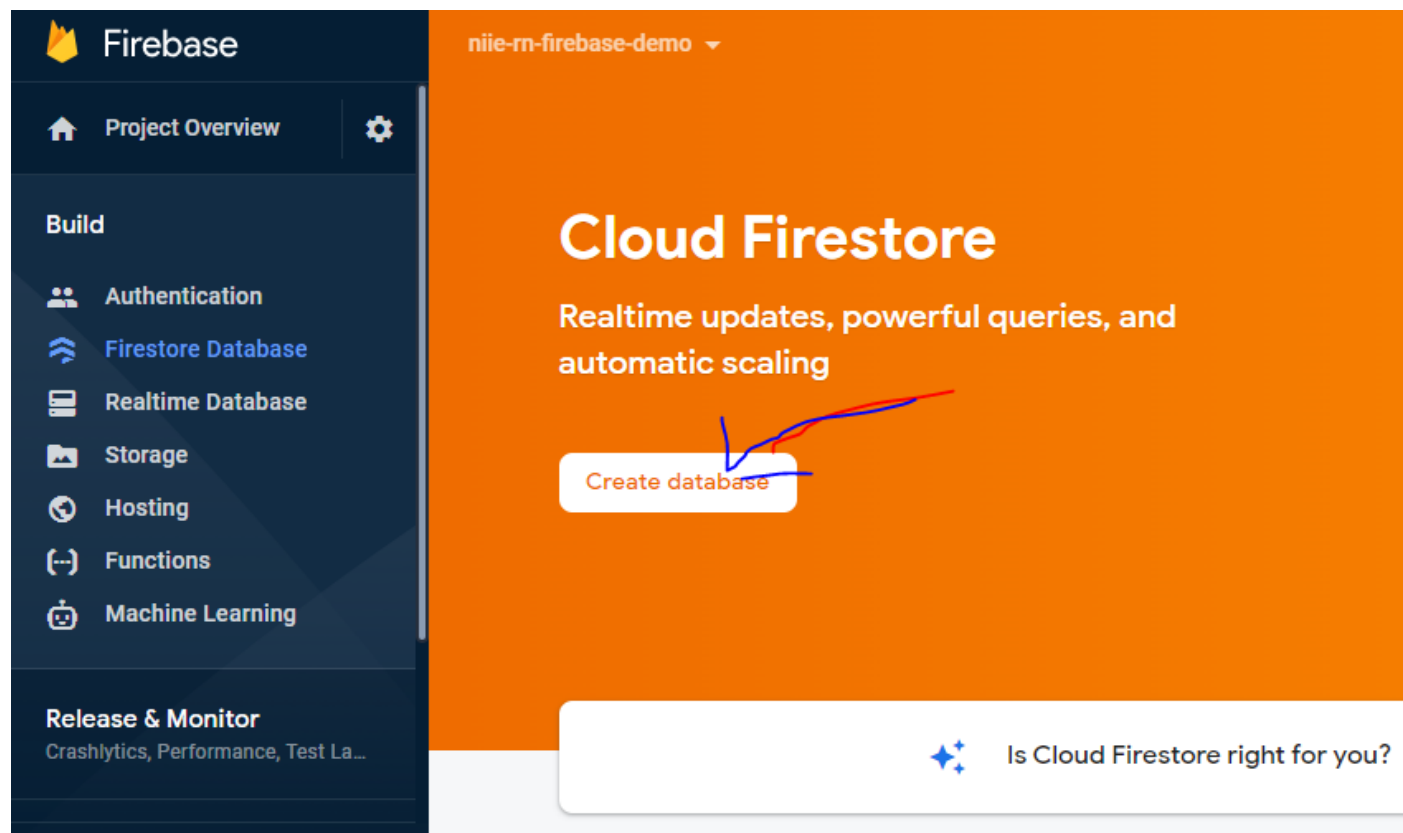 Firebase
niie-rn-firebase-demo
Project Overview
Build
Authentication
Firestore Database
Realtime Database
Storage
Hosting
Functions
Machine Learning
Release & Monitor
Crashlytics, Performance, Test La...
Cloud Firestore
Realtime updates, powerful queries, and
automatic scaling
Create database
Is Cloud Firestore right for you?